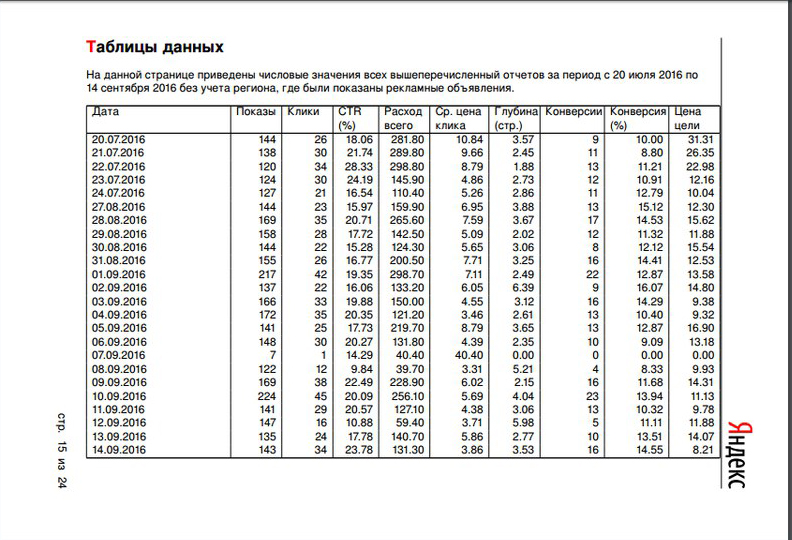 Таблицы данных
На данной странице приведены числовые значения всех вышеперечисленный отчетов за период с 20 июля 2016 по
14 сентября 2016 без учета региона, где были показаны рекламные объявления.
Дата Показы Клики CTR (%) Расход всего Ср. цена клика Глубина (стр.) Конверсии Конверсия (%) Цена цели
20.07.2016 144 26 18.06 281.80 10.84 3.57 9 10.00 31.31
21.07.2016 138 30 21.74 289.80 9.66 2.45 11 8.80 26.35
22.07.2016 120 34 28.33 298.80 8.79 1.88 13 11.21 22.98
23.07.2016 124 30 24.19 145.90 4.86 2.73 12 10.91 12.16
24.07.2016 127 21 16.54 110.40 5.26 2.86 11 12.79 10.04
27.08.2016 144 23 15.97 159.90 6.95 3.88 13 15.12 12.30
28.08.2016 169 35 20.71 265.60 7.59 3.67 17 14.53 15.62
29.08.2016 158 28 17.72 142.50 5.09 2.02 12 11.32 11.88
30.08.2016 144 22 15.28 124.30 5.65 3.06 8 12.12 15.54
31.08.2016 155 26 16.77 200.50 7.71 3.25 16 14.41 12.53
01.09.2016 217 42 19.35 298.70 7.11 2.49 22 12.87 13.58
02.09.2016 137 22 16.06 133.20 6.05 6.39 9 16.07 14.80
03.09.2016 166 33 19.88 150.00 4.55 3.12 16 14.29 9.38
04.09.2016 172 35 20.35 121.20 3.46 2.61 13 10.40 9.32
05.09.2016 141 25 17.73 219.70 8.79 3.65 13 12.87 16.90
06.09.2016 148 30 20.27 131.80 4.39 2.35 10 9.09 13.18
07.09.2016 7 1 14.29 40.40 40.40 0.00 0 0.00 0.00
08.09.2016 122 12 9.84 39.70 3.31 5.21 4 8.33 9.93
09.09.2016 169 38 22.49 228.90 6.02 2.15 16 11.68 14.31
10.09.2016 224 45 20.09 256.10 5.69 4.04 23 13.94 11.13
11.09.2016 141 29 20.57 127.10 4.38 3.06 13 10.32 9.78
12.09.2016 147 16 10.88 59.40 3.71 5.98 5 11.11 11.88
13.09.2016 135 24 17.78 140.70 5.86 2.77 10 13.51 14.07
14.09.2016 143 34 23.78 131.30 3.86 3.53 16 14.55 8.21
стр. 15 из 24
Яндекс